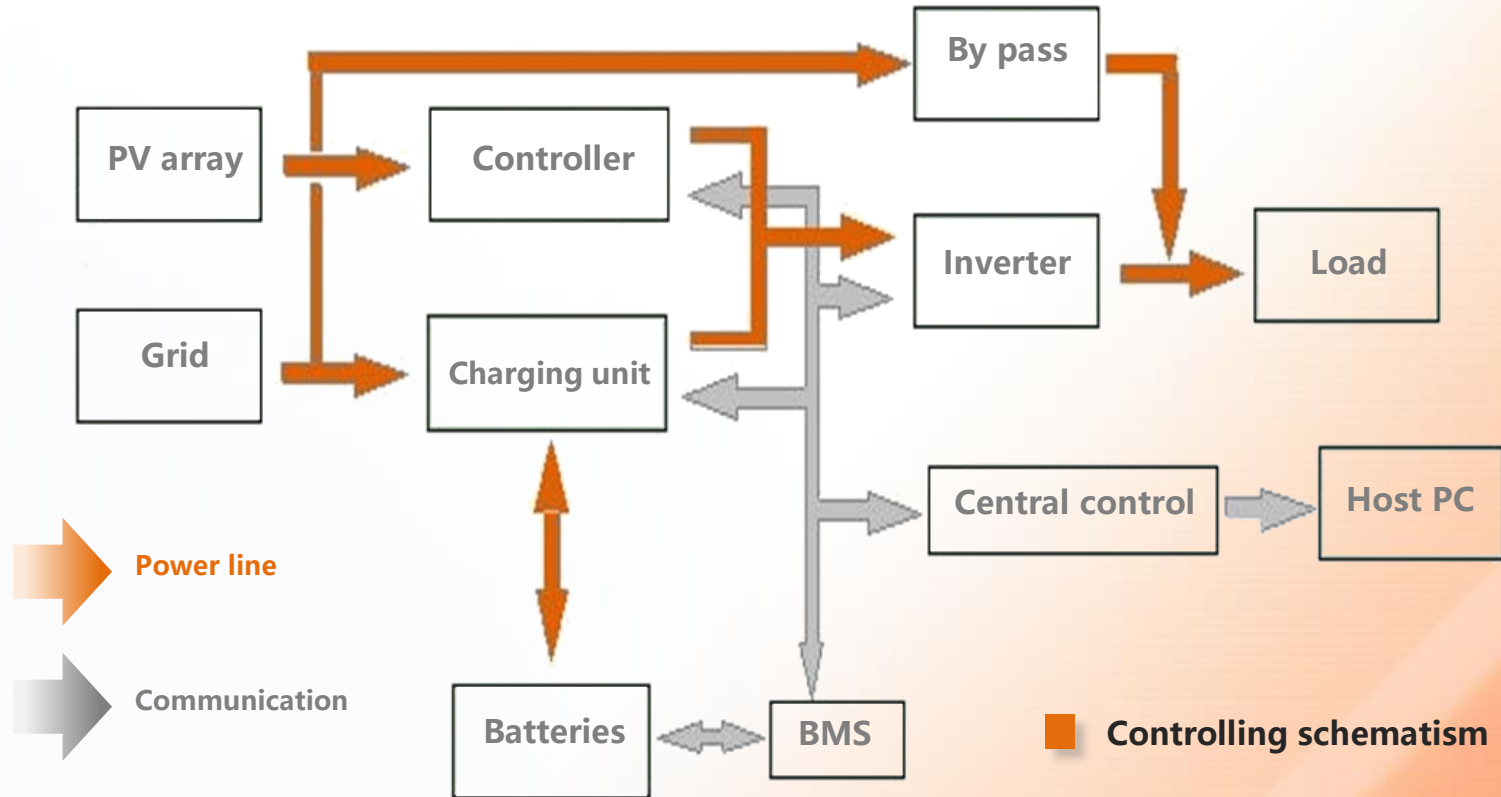 By pass
PV array
Controller
Inverter
Load
Grid
Charging unit
Central control
Host PC
Power line
Communication
Batteries
BMS
Controlling schematism